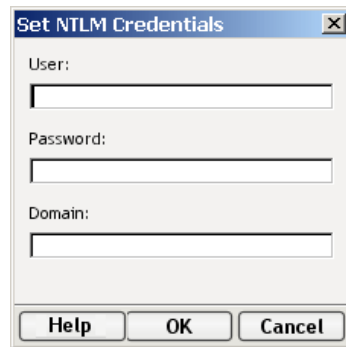 Set NTLM Credentials
User:
Password:
Domain:
Help OK Cancel